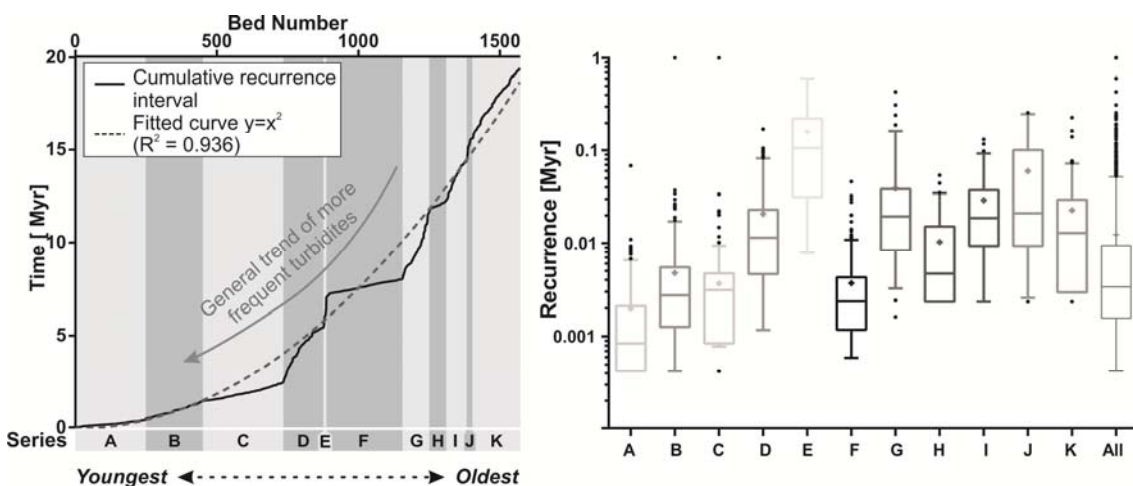 Bed Number
0 500 1000 1500
20
15
10
5
0
Time [ Myr]
Cumulative recurrence
interval
Fitted curve y=x²
(R² = 0.936)
General trend of more
frequent turbidites
Series A B C D E F G H I J K
Youngest Oldest
Recurrence [Myr]
1
0.1
0.01
0.001
A B C D E F G H I J K All